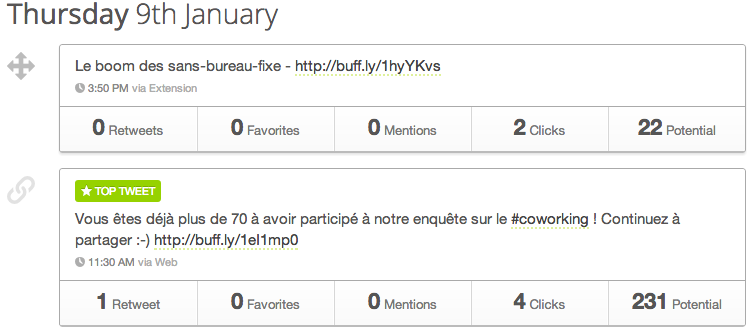 Thursday 9th January
Le boom des sans-bureau-fixe - http://buff.ly/1hyYKvs
3:50 PM via Extension
0 Retweets 0 Favorites 0 Mentions 2 Clicks 22 Potential
TOP TWEET
Vous êtes déjà plus de 70 à avoir participé à notre enquête sur le #coworking ! Continuez à
partager :-) http://buff.ly/1eI1mp0
11:30 AM via Web
1 Retweet 0 Favorites 0 Mentions 4 Clicks 231 Potential